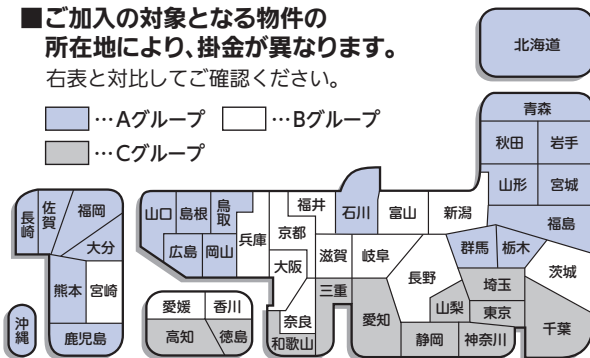 ■ご加入の対象となる物件の
所在地により、掛金が異なります。
右表と対比してご確認ください。
…Aグループ …Bグループ
…Cグループ
北海道
青森
秋田 岩手
山形 宮城
福島
長崎 佐賀 福岡
大分
熊本 宮崎
鹿児島
沖縄
山口 島根 鳥取
広島 岡山
兵庫 京都 福井 石川 富山 新潟
大阪 滋賀 岐阜
奈良
和歌山 三重 愛知
長野 群馬 栃木
茨城
山梨 埼玉
東京
静岡 神奈川 千葉
愛媛 香川
高知 徳島